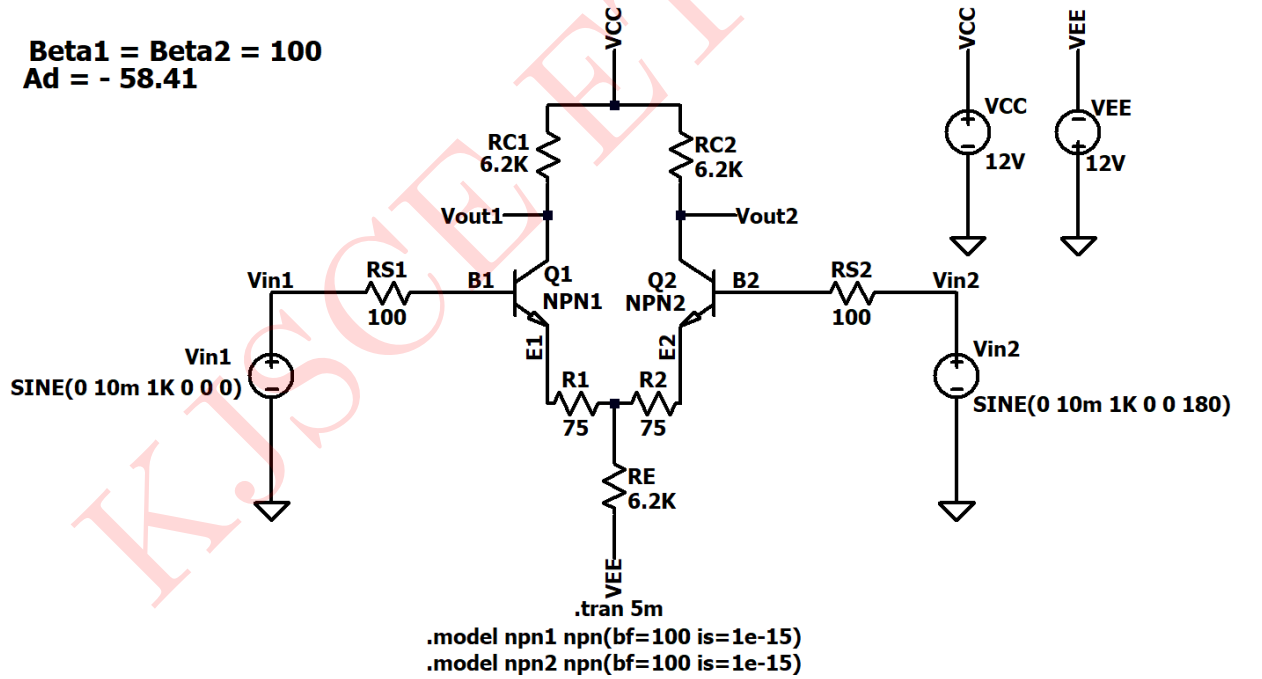 Beta1 = Beta2 = 100
Ad = - 58.41
VCC
RC1
6.2K
RC2
6.2K
Vout1
Vout2
VCC
VCC
12V
VEE
VEE
12V
Vin1
RS1
100
B1
Q1
NPN1
Q2
NPN2
B2
RS2
100
Vin2
Vin1
SINE(0 10m 1K 0 0 0)
E1
E2
R1
75
R2
75
Vin2
SINE(0 10m 1K 0 0 180)
RE
6.2K
VEE
.tran 5m
.model npn1 npn(bf=100 is=1e-15)
.model npn2 npn(bf=100 is=1e-15)